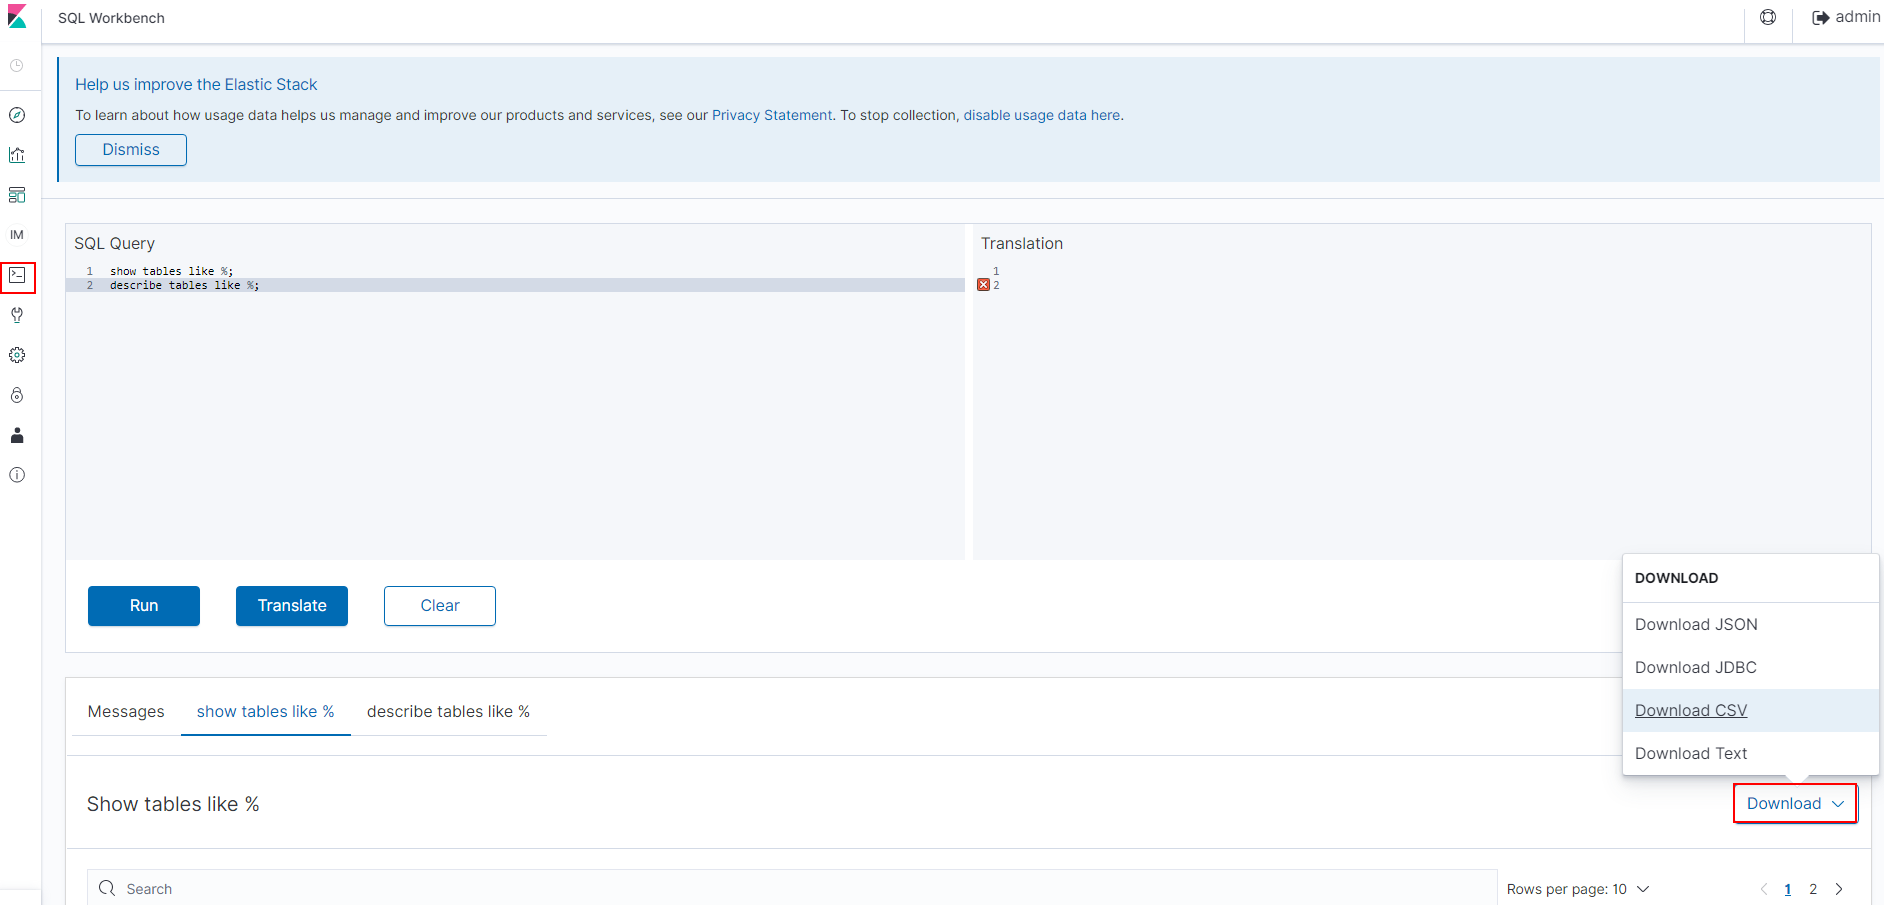 SQL Workbench
admin
Help us improve the Elastic Stack
To learn about how usage data helps us manage and improve our products and services, see our Privacy Statement. To stop collection, disable usage data here.
Dismiss
IM
SQL Query
1 show tables like %;
2 describe tables like %;
Translation
1
2
Run
Translate
Clear
DOWNLOAD
Download JSON
Download JDBC
Download CSV
Download Text
Messages
show tables like %
describe tables like %
Show tables like %
Download
Search
Rows per page: 10
1 2